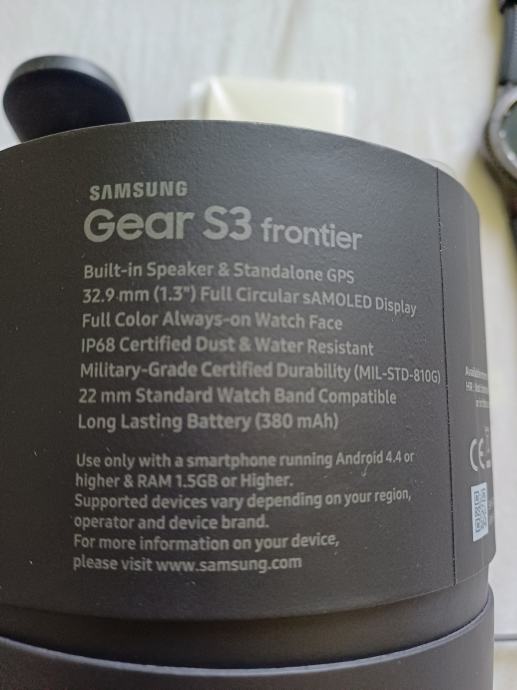 SAMSUNG
Gear S3 frontier
Built-in Speaker & Standalone GPS
32.9 mm (1.3") Full Circular sAMOLED Display
Full Color Always-on Watch Face
IP68 Certified Dust & Water Resistant
Military-Grade Certified Durability (MIL-STD-810G)
22 mm Standard Watch Band Compatible
Long Lasting Battery (380 mAh)
Use only with a smartphone running Android 4.4 or
higher & RAM 1.5GB or Higher.
Supported devices vary depending on your region,
operator and device brand.
For more information on your device,
please visit www.samsung.com
CE